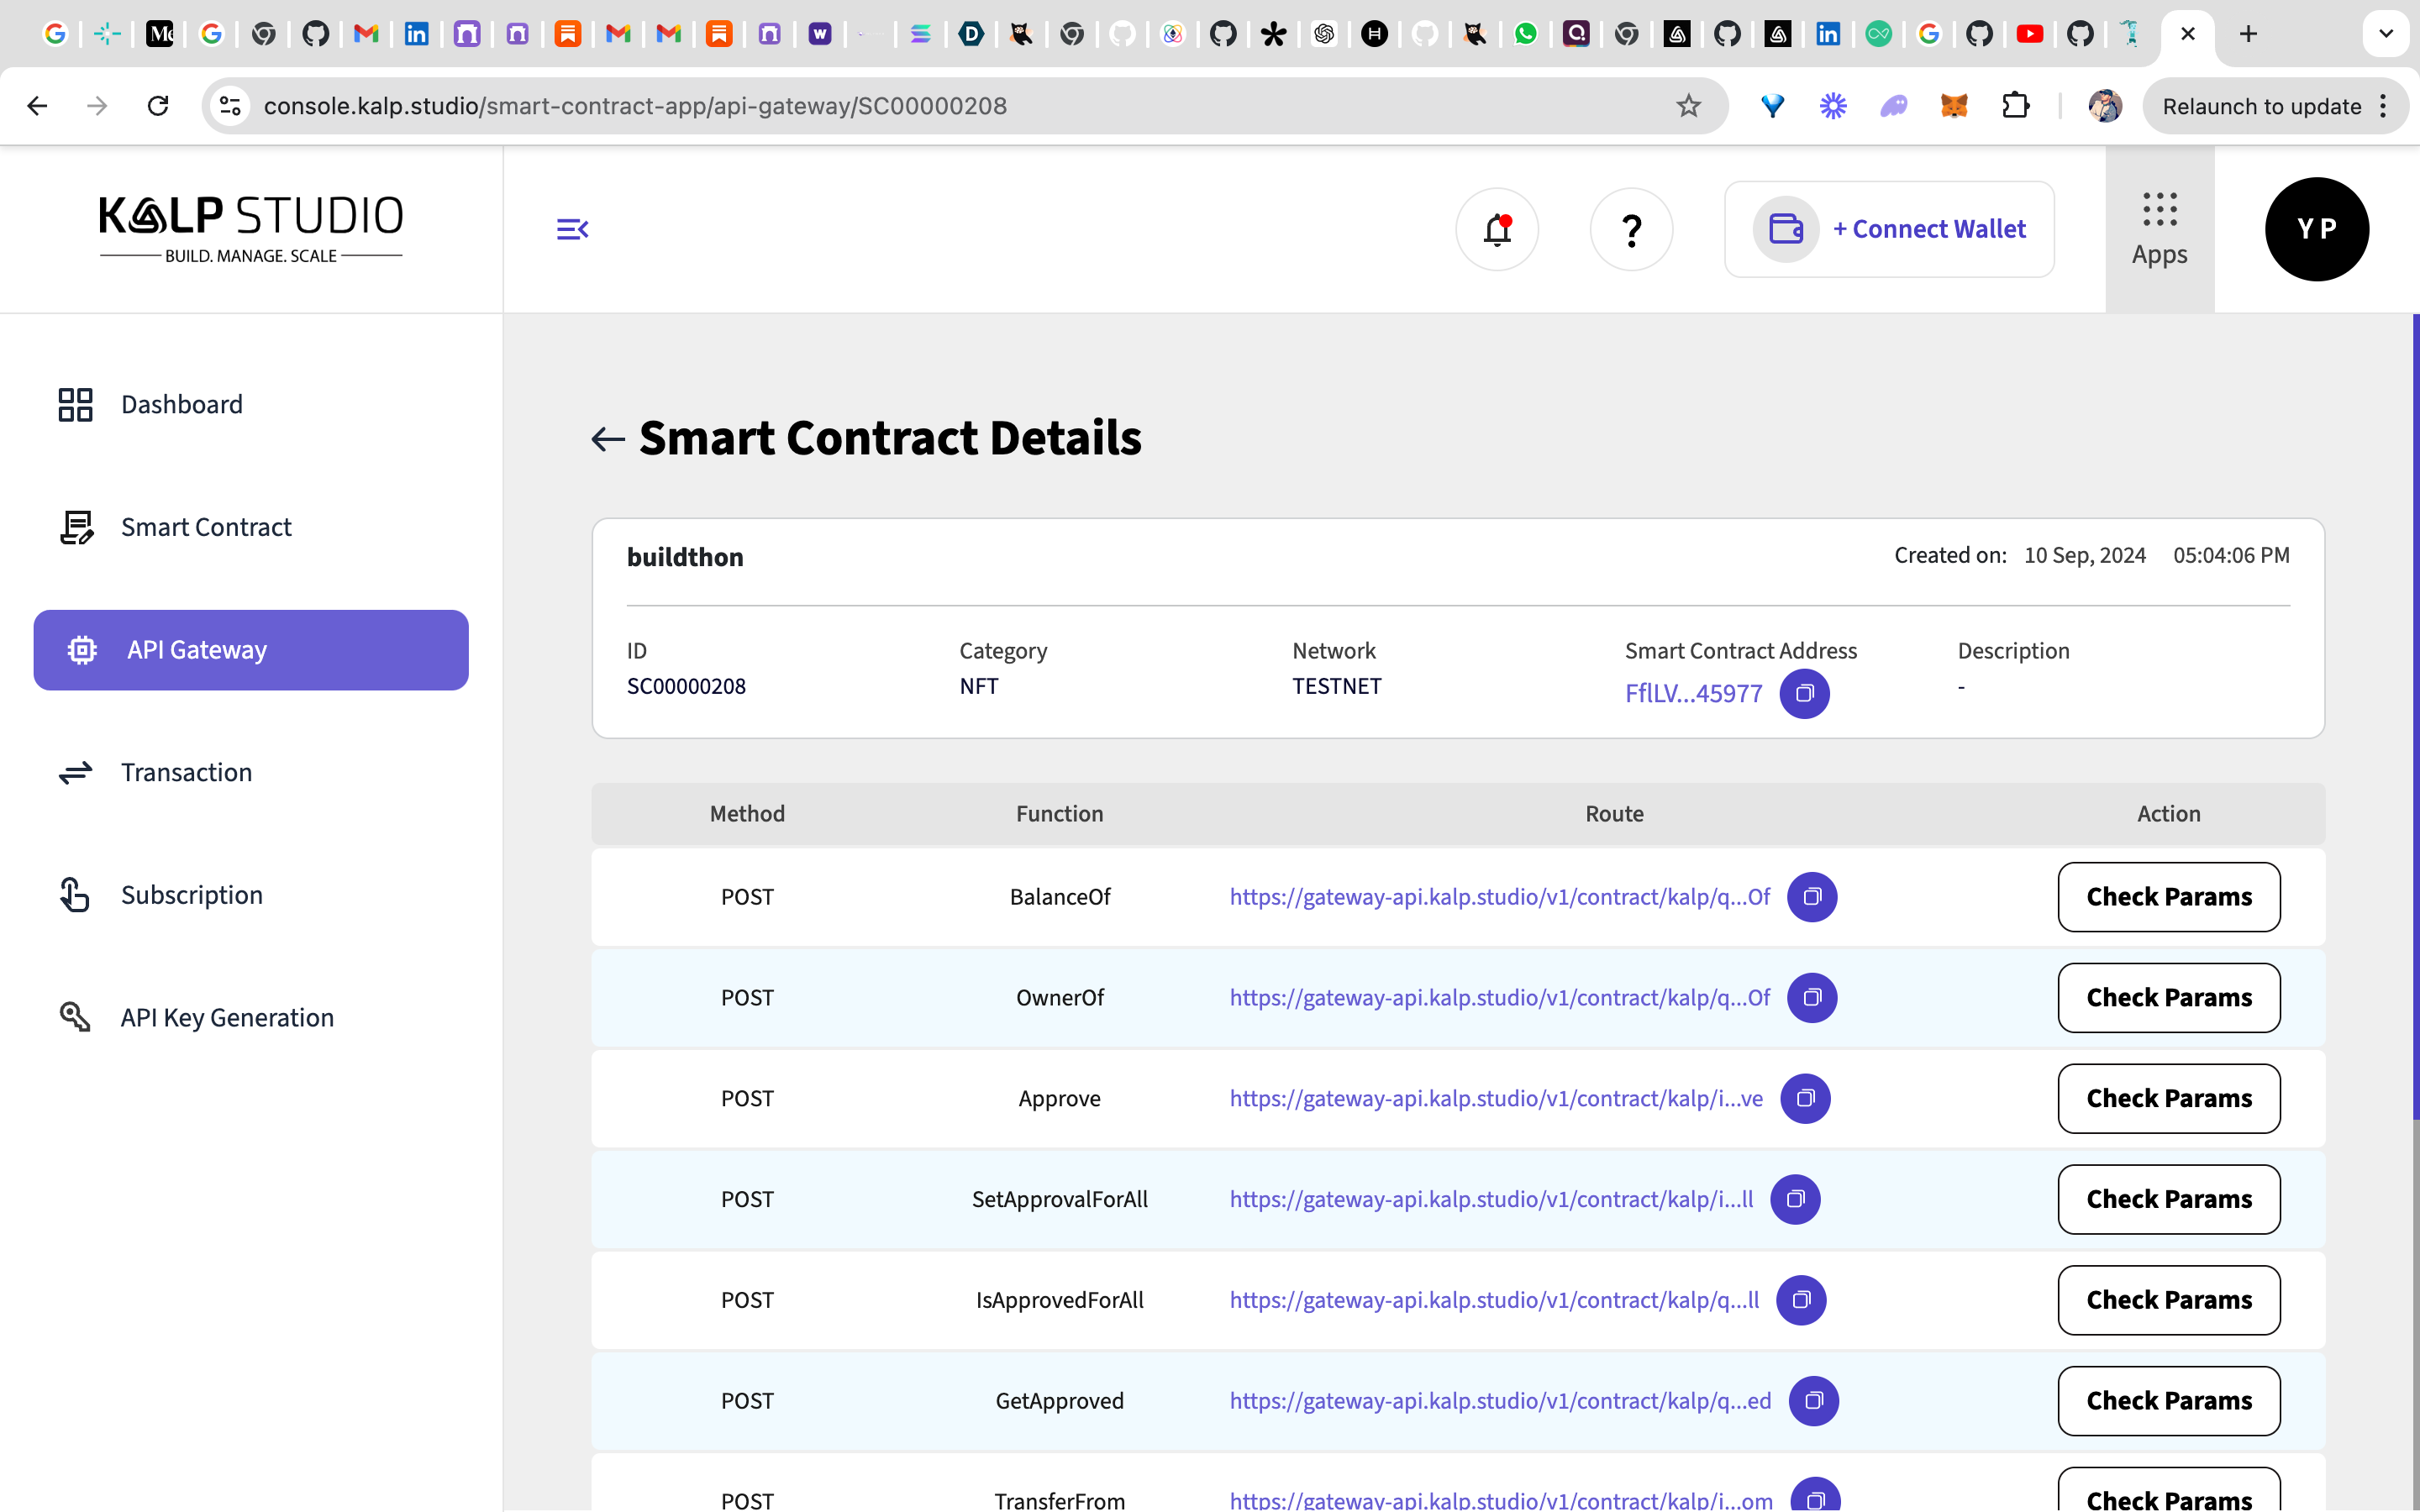 console.kalp.studio/smart-contract-app/api-gateway/SC00000208
Relaunch to update
KALP STUDIO
BUILD. MANAGE. SCALE
+ Connect Wallet
Apps
Y P
Dashboard
Smart Contract
API Gateway
Transaction
Subscription
API Key Generation
Smart Contract Details
buildthon
Created on: 10 Sep, 2024 05:04:06 PM
ID Category Network Smart Contract Address Description
SC00000208 NFT TESTNET FflLV...45977 -
Method Function Route Action
POST BalanceOf https://gateway-api.kalp.studio/v1/contract/kalp/q...Of Check Params
POST OwnerOf https://gateway-api.kalp.studio/v1/contract/kalp/q...Of Check Params
POST Approve https://gateway-api.kalp.studio/v1/contract/kalp/i...ve Check Params
POST SetApprovalForAll https://gateway-api.kalp.studio/v1/contract/kalp/i...ll Check Params
POST IsApprovedForAll https://gateway-api.kalp.studio/v1/contract/kalp/q...ll Check Params
POST GetApproved https://gateway-api.kalp.studio/v1/contract/kalp/q...ed Check Params
POST TransferFrom https://gateway-api.kalp.studio/v1/contract/kalp/i...om Check Params